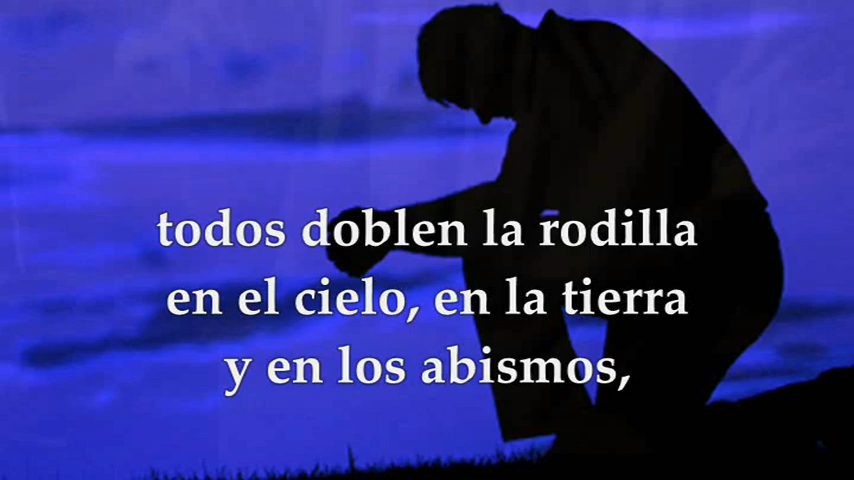 todos doblen la rodilla
en el cielo, en la tierra
y en los abismos,